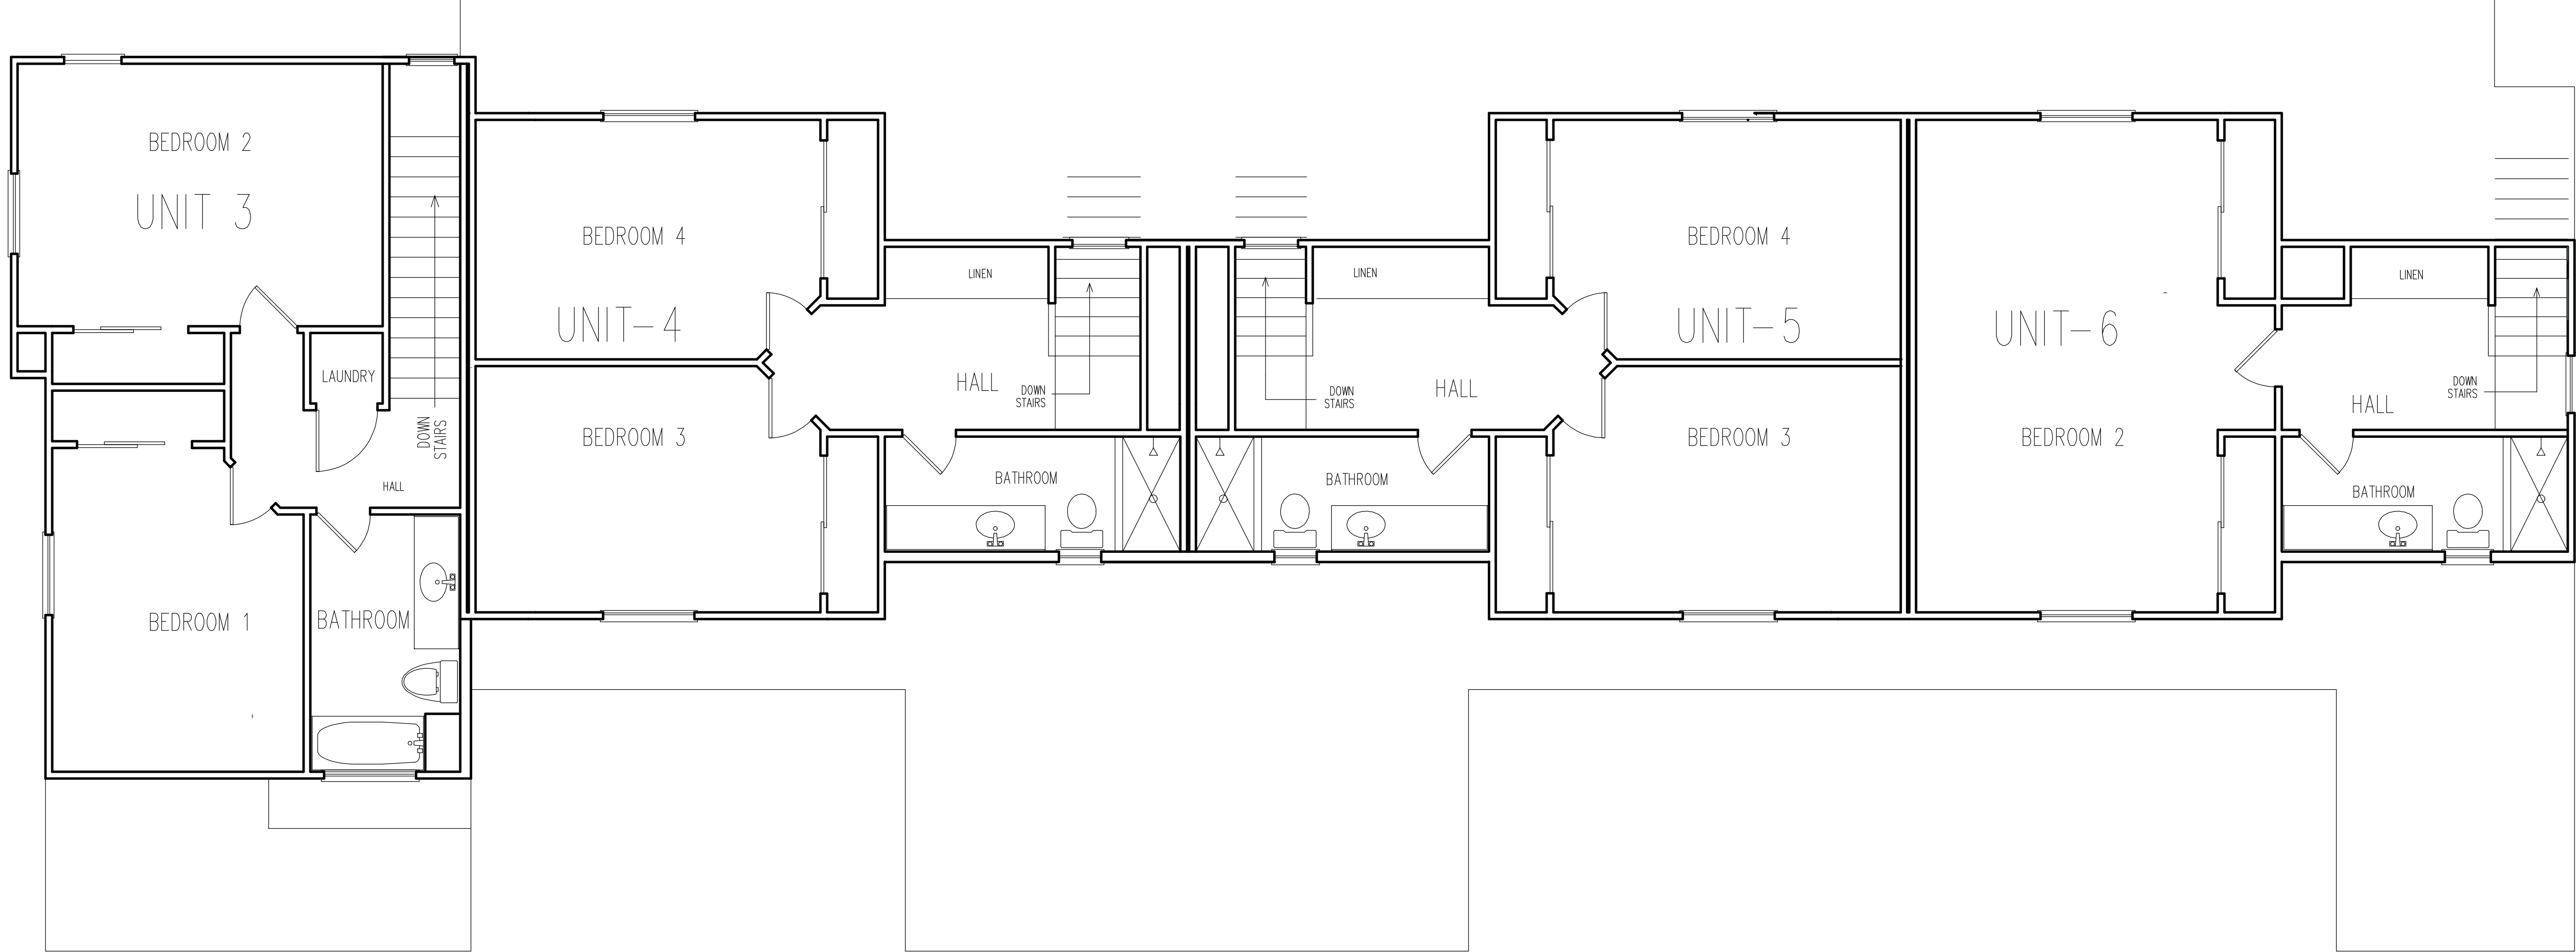 BEDROOM 2
UNIT 3
LAUNDRY
DOWN
STAIRS
HALL
BEDROOM 1
BATHROOM
BEDROOM 4
UNIT-4
BEDROOM 3
LINEN
HALL
DOWN
STAIRS
BATHROOM
LINEN
DOWN
STAIRS
HALL
BATHROOM
BEDROOM 4
UNIT-5
BEDROOM 3
UNIT-6
BEDROOM 2
LINEN
DOWN
STAIRS
HALL
BATHROOM